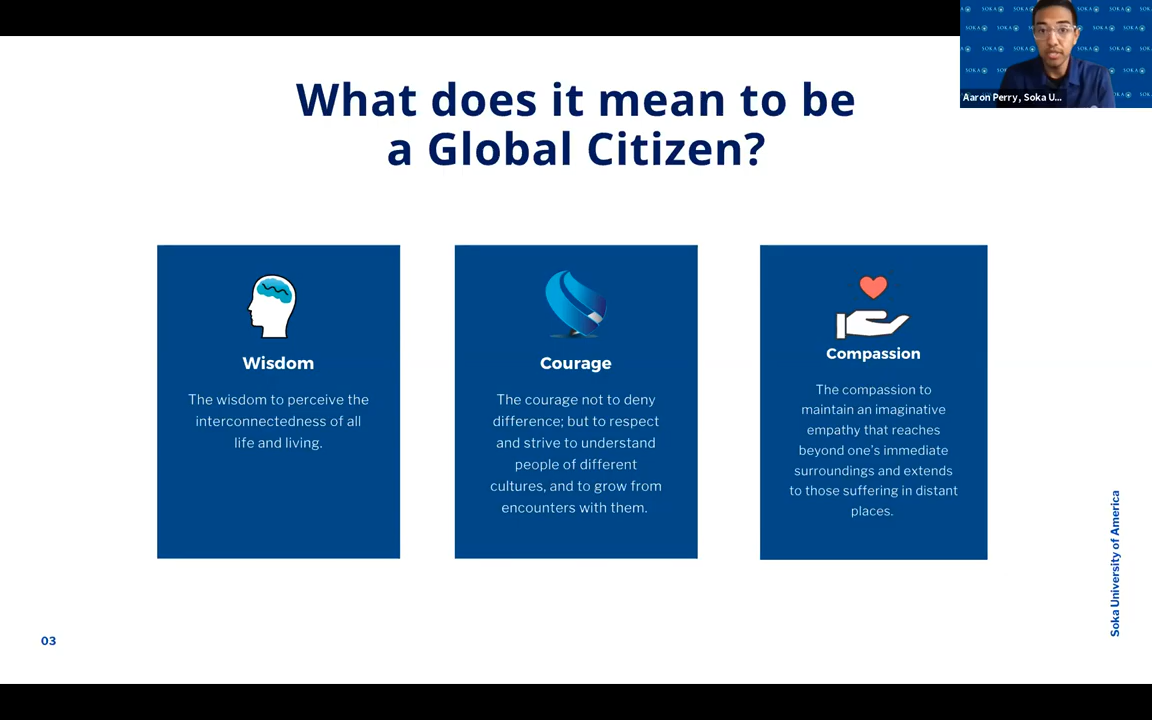 What does it mean to be
a Global Citizen?
Aaron Perry, Soka U...
Wisdom
The wisdom to perceive the
interconnectedness of all
life and living.
Courage
The courage not to deny
difference; but to respect
and strive to understand
people of different
cultures, and to grow from
encounters with them.
Compassion
The compassion to
maintain an imaginative
empathy that reaches
beyond one's immediate
surroundings and extends
to those suffering in distant
places.
Soka University of America
03
SOKA